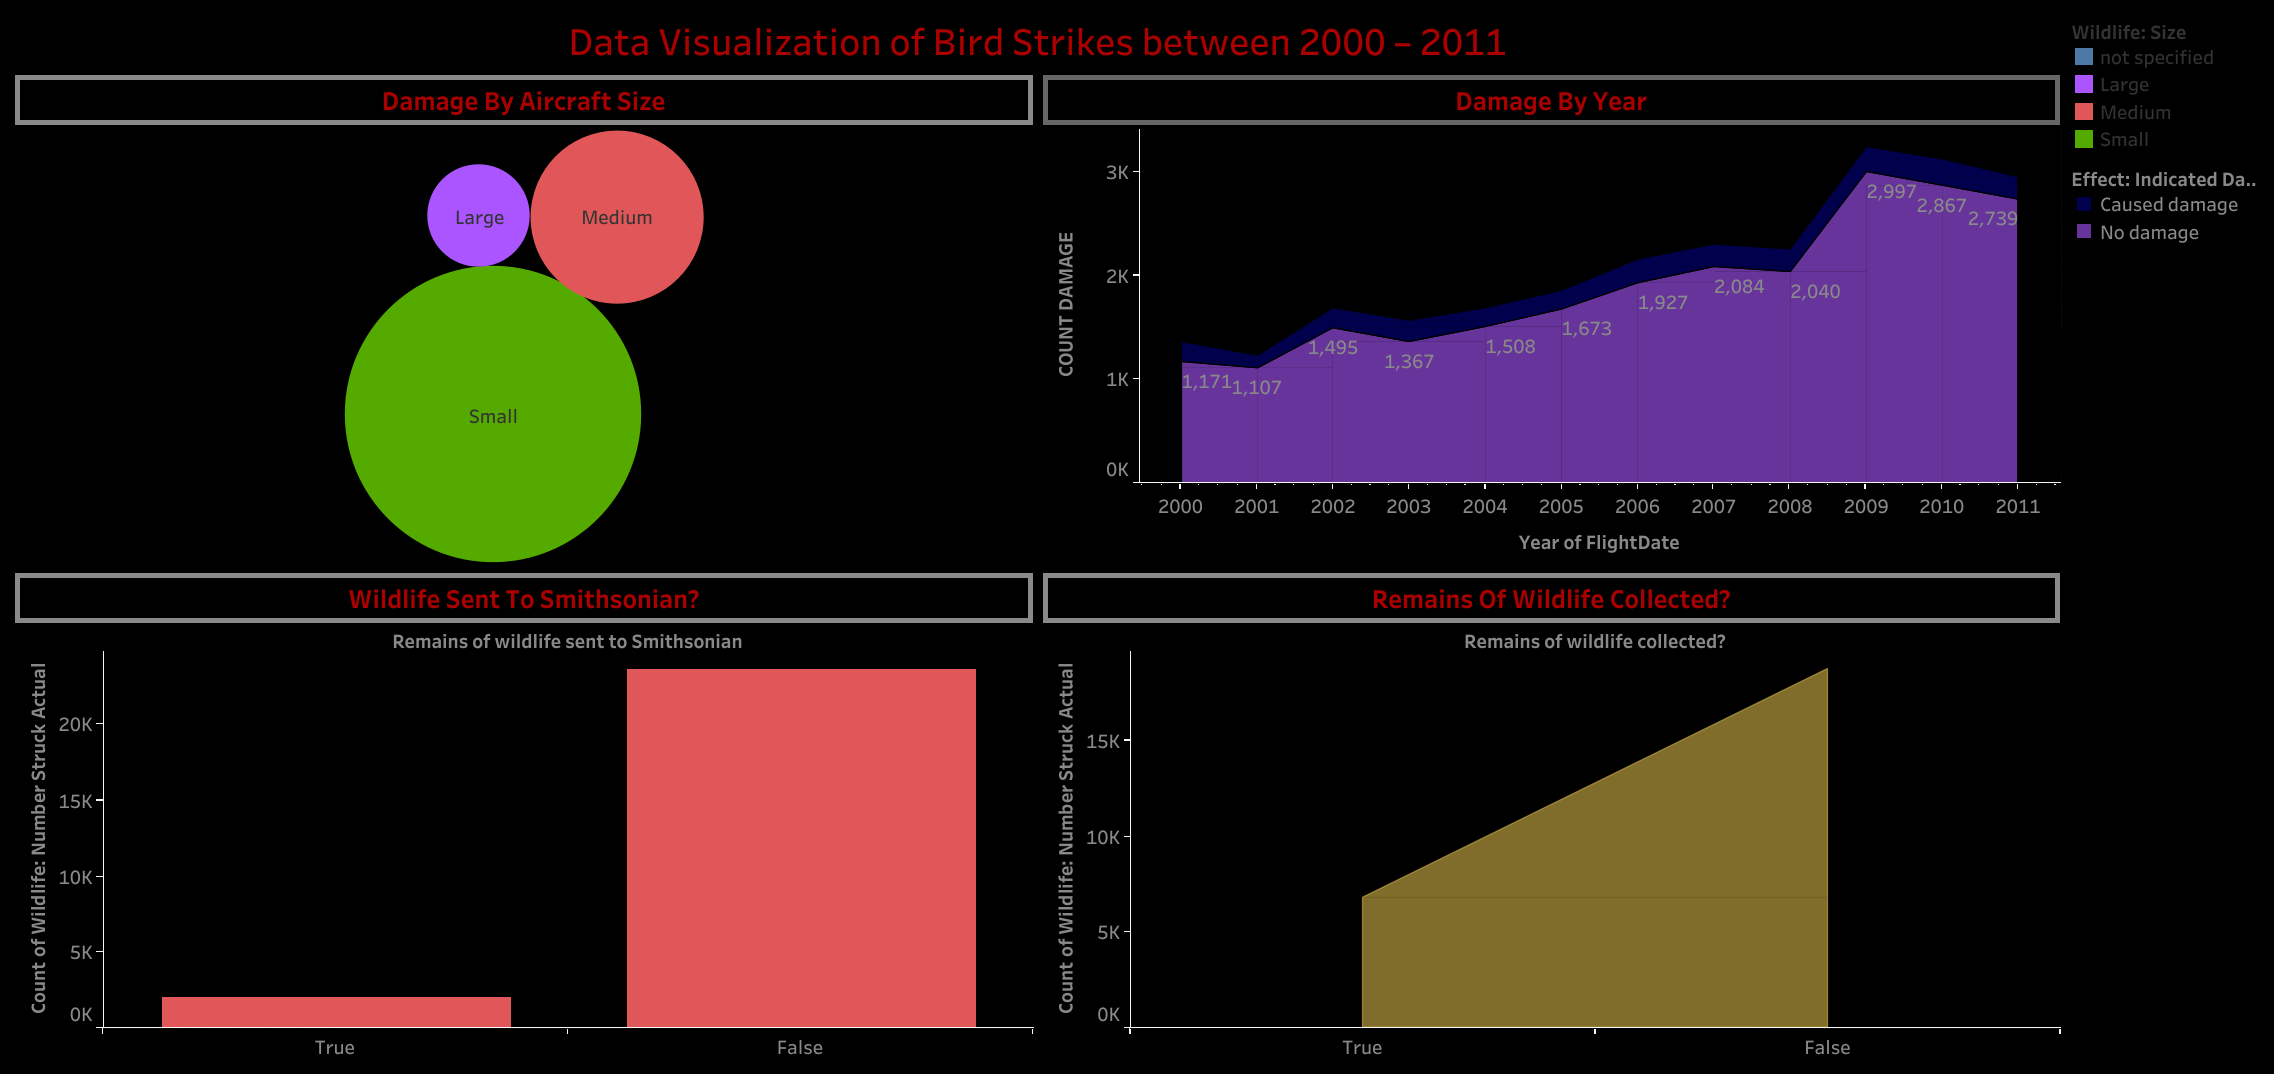 Data Visualization of Bird Strikes between 2000 – 2011
Wildlife: Size
not specified
Large
Medium
Small
Effect: Indicated Da..
Caused damage
No damage
Damage By Aircraft Size
Large
Medium
Small
Damage By Year
COUNT DAMAGE
3K
2K
1K
0K
1,171
1,107
1,495
1,367
1,508
1,673
1,927
2,084
2,040
2,997
2,867
2,739
2000 2001 2002 2003 2004 2005 2006 2007 2008 2009 2010 2011
Year of FlightDate
Wildlife Sent To Smithsonian?
Remains of wildlife sent to Smithsonian
Count of Wildlife: Number Struck Actual
20K
15K
10K
5K
0K
True False
Remains Of Wildlife Collected?
Remains of wildlife collected?
Count of Wildlife: Number Struck Actual
15K
10K
5K
0K
True False